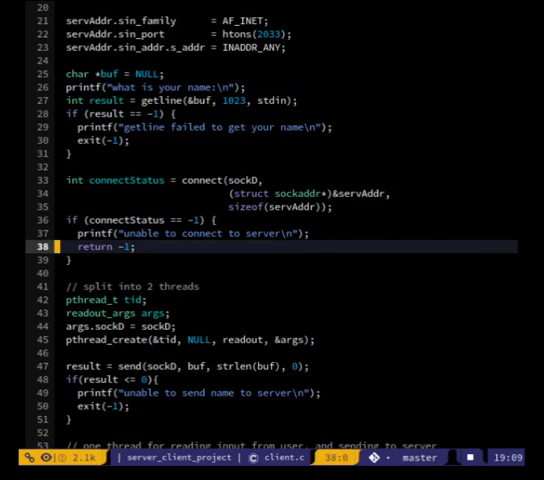 20
21 servAddr.sin_family = AF_INET;
22 servAddr.sin_port = htons(2033);
23 servAddr.sin_addr.s_addr = INADDR_ANY;
24
25 char *buf = NULL;
26 printf("what is your name:\n");
27 int result = getline(&buf, 1023, stdin);
28 if (result == -1) {
29 printf("getline failed to get your name\n");
30 exit(-1);
31 }
32
33 int connectStatus = connect(sockD,
34 (struct sockaddr*)&servAddr,
35 sizeof(servAddr));
36 if (connectStatus == -1) {
37 printf("unable to connect to server\n");
38 return -1;
39 }
40
41 // split into 2 threads
42 pthread_t tid;
43 readout_args args;
44 args.sockD = sockD;
45 pthread_create(&tid, NULL, readout, &args);
46
47 result = send(sockD, buf, strlen(buf), 0);
48 if(result <= 0){
49 printf("unable to send name to server\n");
50 exit(-1);
51 }
52
53 // one thread for reading input from user, and sending to server
2.1k | server_client_project | client.c 38:0 master 19:09